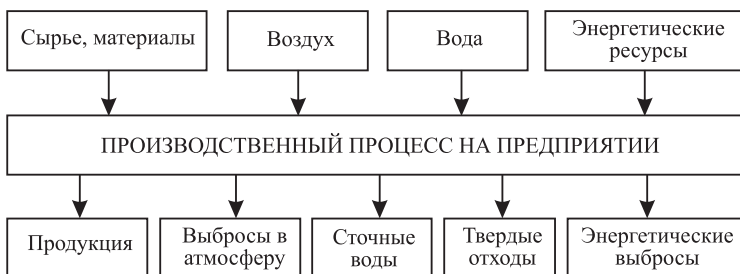 Сырье, материалы
Воздух
Вода
Энергетические
ресурсы
ПРОИЗВОДСТВЕННЫЙ ПРОЦЕСС НА ПРЕДПРИЯТИИ
Продукция
Выбросы в
атмосферу
Сточные
воды
Твердые
отходы
Энергетические
выбросы